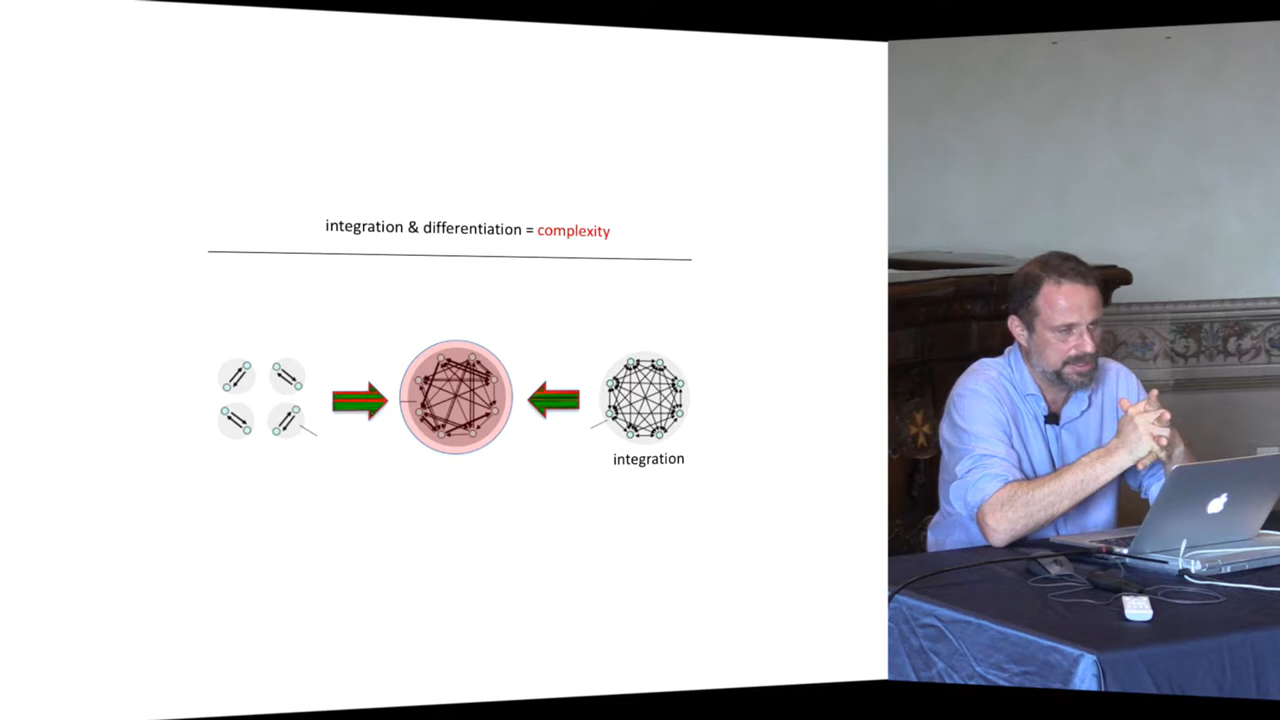 integration & differentiation = complexity
integration